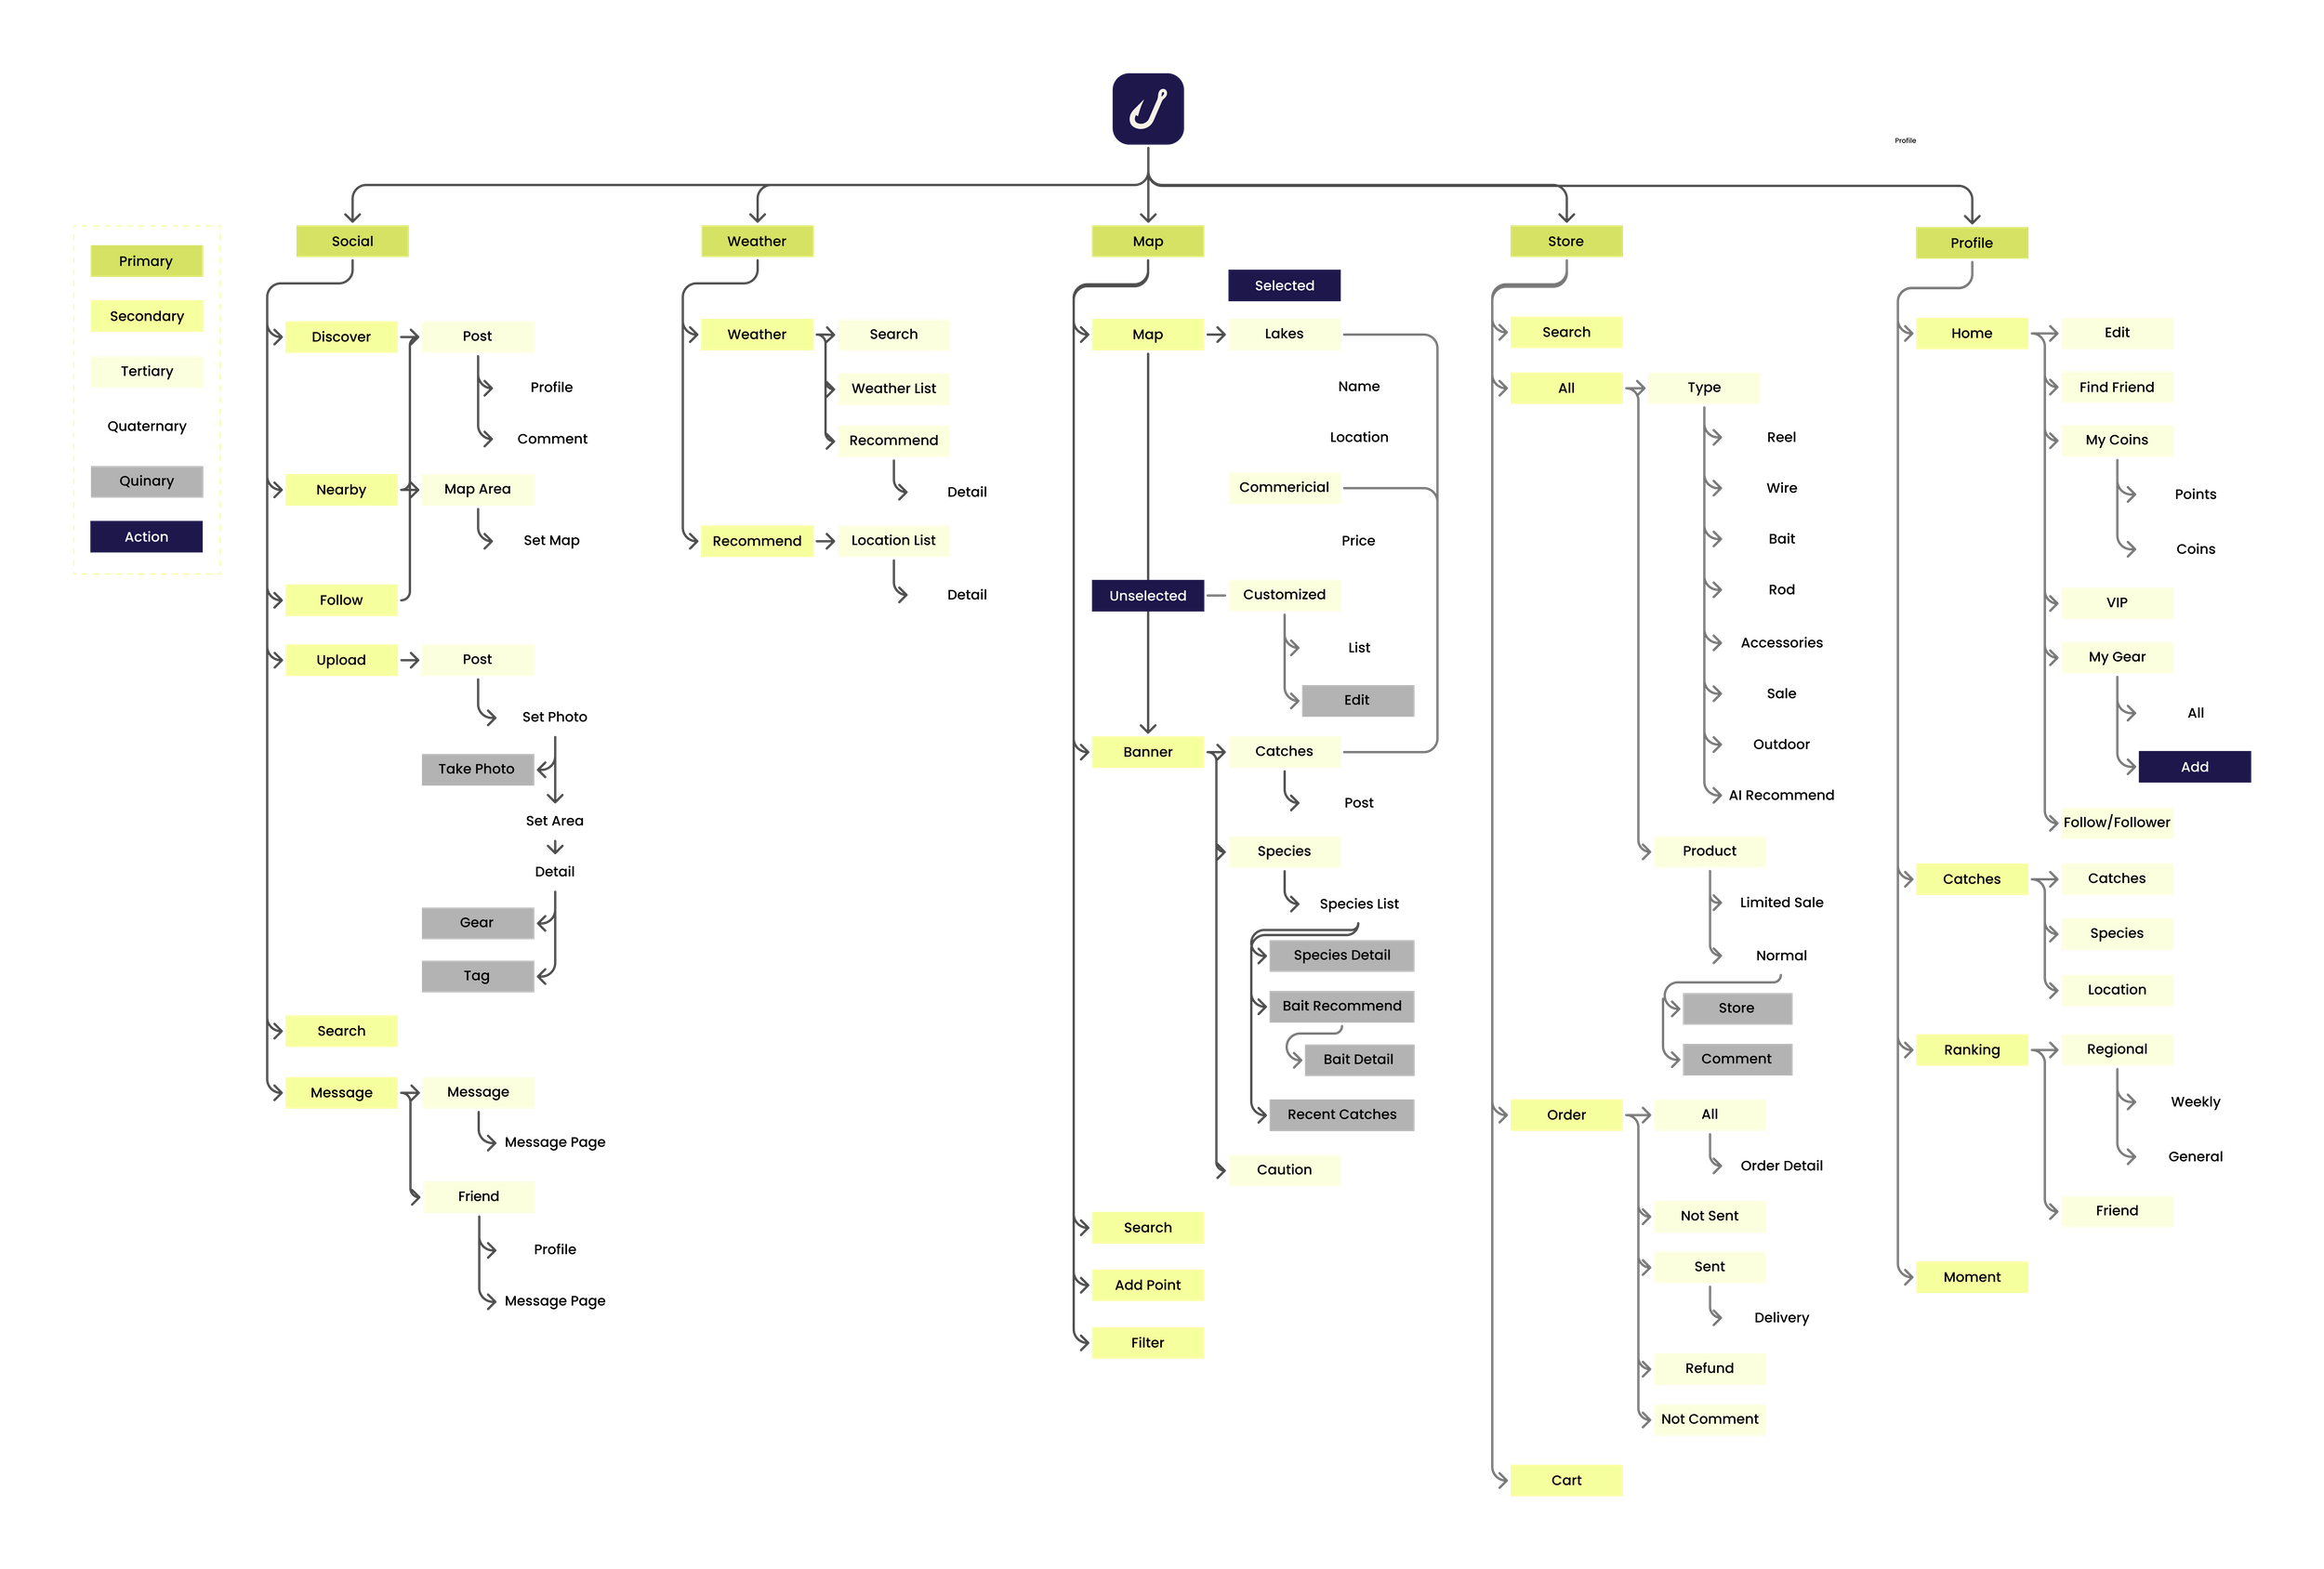 Profile
Primary
Secondary
Tertiary
Quaternary
Quinary
Action
Social
Discover
Post
Profile
Comment
Nearby
Map Area
Set Map
Follow
Upload
Post
Set Photo
Take Photo
Set Area
Detail
Gear
Tag
Search
Message
Message
Message Page
Friend
Profile
Message Page
Weather
Weather
Search
Weather List
Recommend
Detail
Recommend
Location List
Detail
Map
Selected
Map
Lakes
Name
Location
Commericial
Price
Unselected
Customized
List
Edit
Banner
Catches
Post
Species
Species List
Species Detail
Bait Recommend
Bait Detail
Recent Catches
Caution
Search
Add Point
Filter
Store
Search
All
Type
Reel
Wire
Bait
Rod
Accessories
Sale
Outdoor
AI Recommend
Product
Limited Sale
Normal
Store
Comment
Order
All
Order Detail
Not Sent
Sent
Delivery
Refund
Not Comment
Cart
Profile
Home
Edit
Find Friend
My Coins
Points
Coins
VIP
My Gear
All
Add
Follow/Follower
Catches
Catches
Species
Location
Ranking
Regional
Weekly
General
Friend
Moment